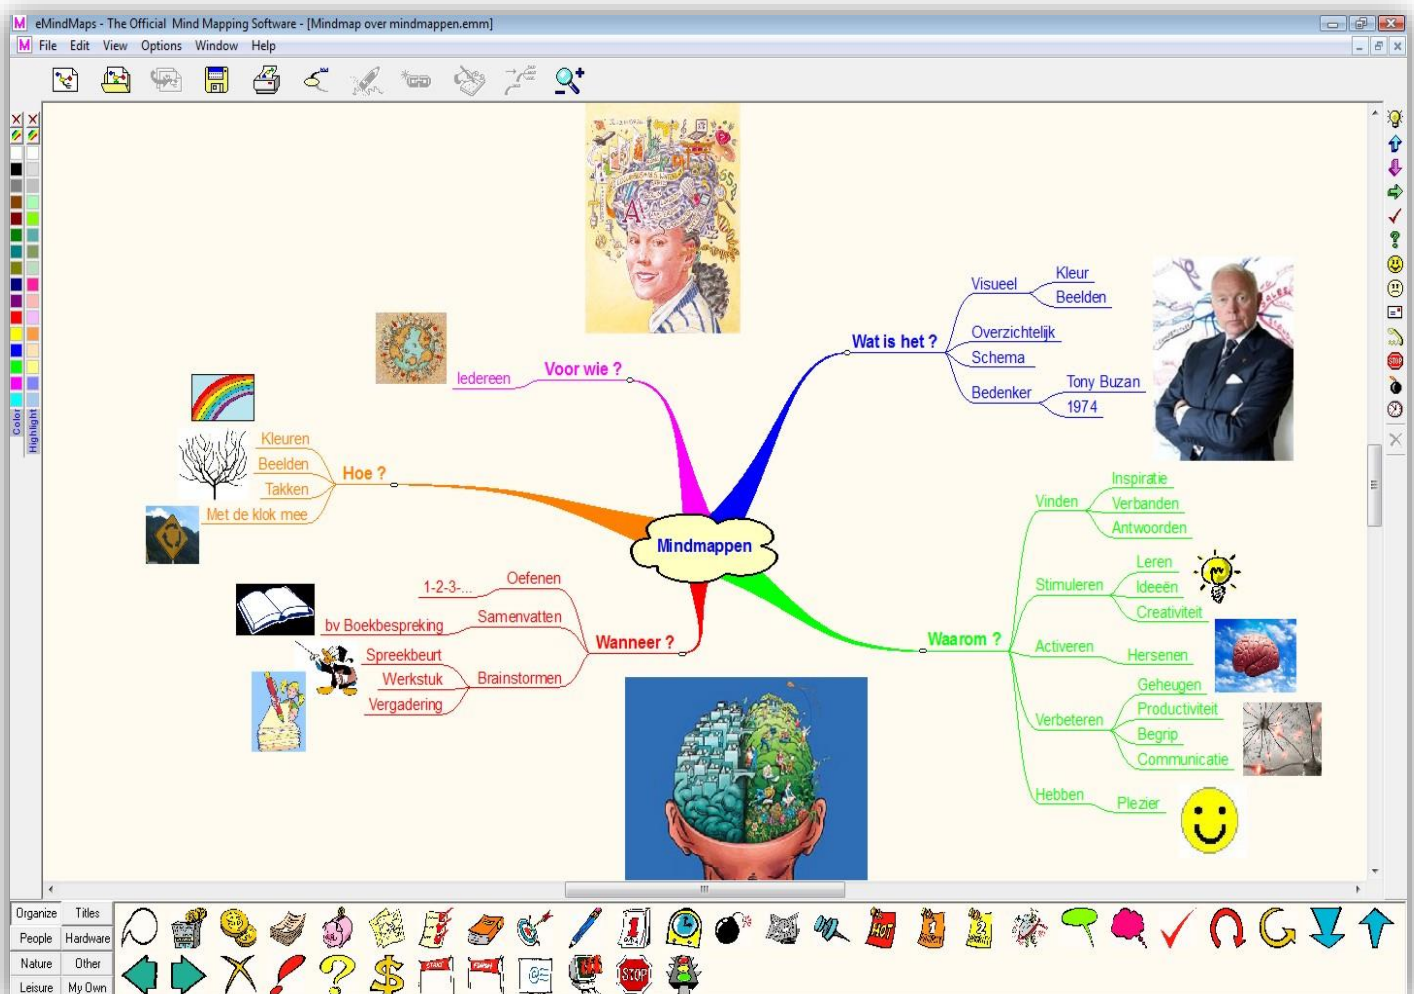 eMindMaps - The Official Mind Mapping Software - [Mindmap over mindmappen.emm]
File Edit View Options Window Help
Color
Highlight
Mindmappen
Wat is het ?
Visueel
Kleur
Beelden
Overzichtelijk
Schema
Bedenker
Tony Buzan
1974
Waarom ?
Vinden
Inspiratie
Verbanden
Antwoorden
Stimuleren
Leren
Ideeën
Creativiteit
Activeren
Hersenen
Verbeteren
Geheugen
Productiviteit
Begrip
Communicatie
Hebben
Plezier
Wanneer ?
Oefenen
1-2-3-...
Samenvatten
bv Boekbespreking
Brainstormen
Spreekbeurt
Werkstuk
Vergadering
Hoe ?
Kleuren
Beelden
Takken
Met de klok mee
Voor wie ?
Iedereen
Organize Titles
People Hardware
Nature Other
Leisure My Own
HOT
START
STOP